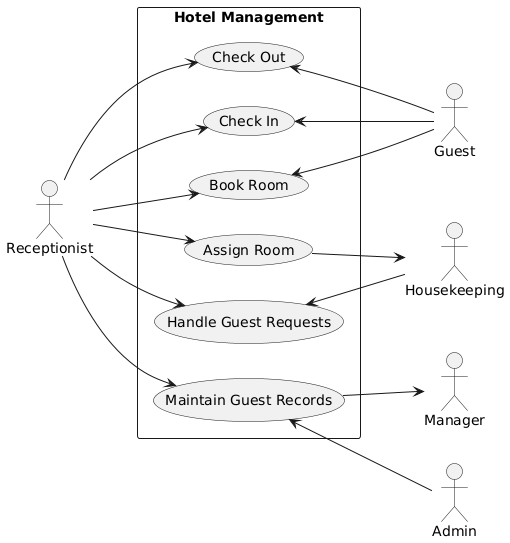 Hotel Management
Check Out
Check In
Guest
Book Room
Receptionist
Assign Room
Housekeeping
Handle Guest Requests
Maintain Guest Records
Manager
Admin